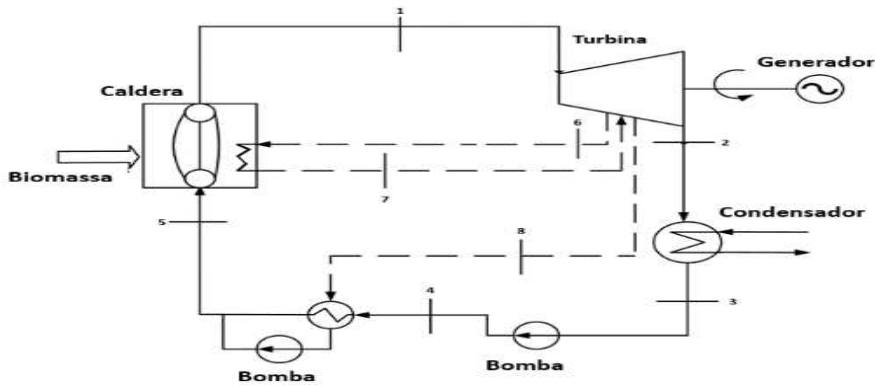 1
Turbina
Generador
Caldera
6
2
Biomassa
7
Condensador
5
8
4
3
Bomba
Bomba